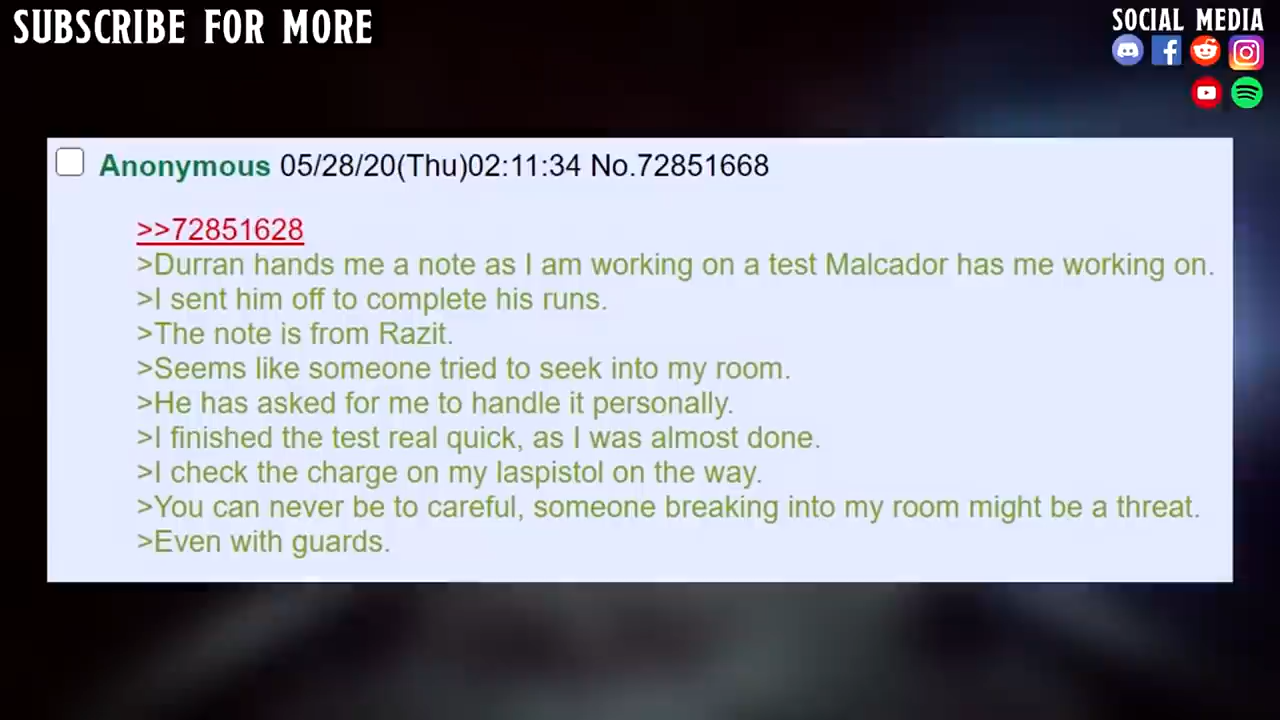 SUBSCRIBE FOR MORE
SOCIAL MEDIA
Anonymous 05/28/20(Thu)02:11:34 No.72851668
>>72851628
>Durran hands me a note as I am working on a test Malcador has me working on.
>I sent him off to complete his runs.
>The note is from Razit.
>Seems like someone tried to seek into my room.
>He has asked for me to handle it personally.
>I finished the test real quick, as I was almost done.
>I check the charge on my laspistol on the way.
>You can never be to careful, someone breaking into my room might be a threat.
>Even with guards.